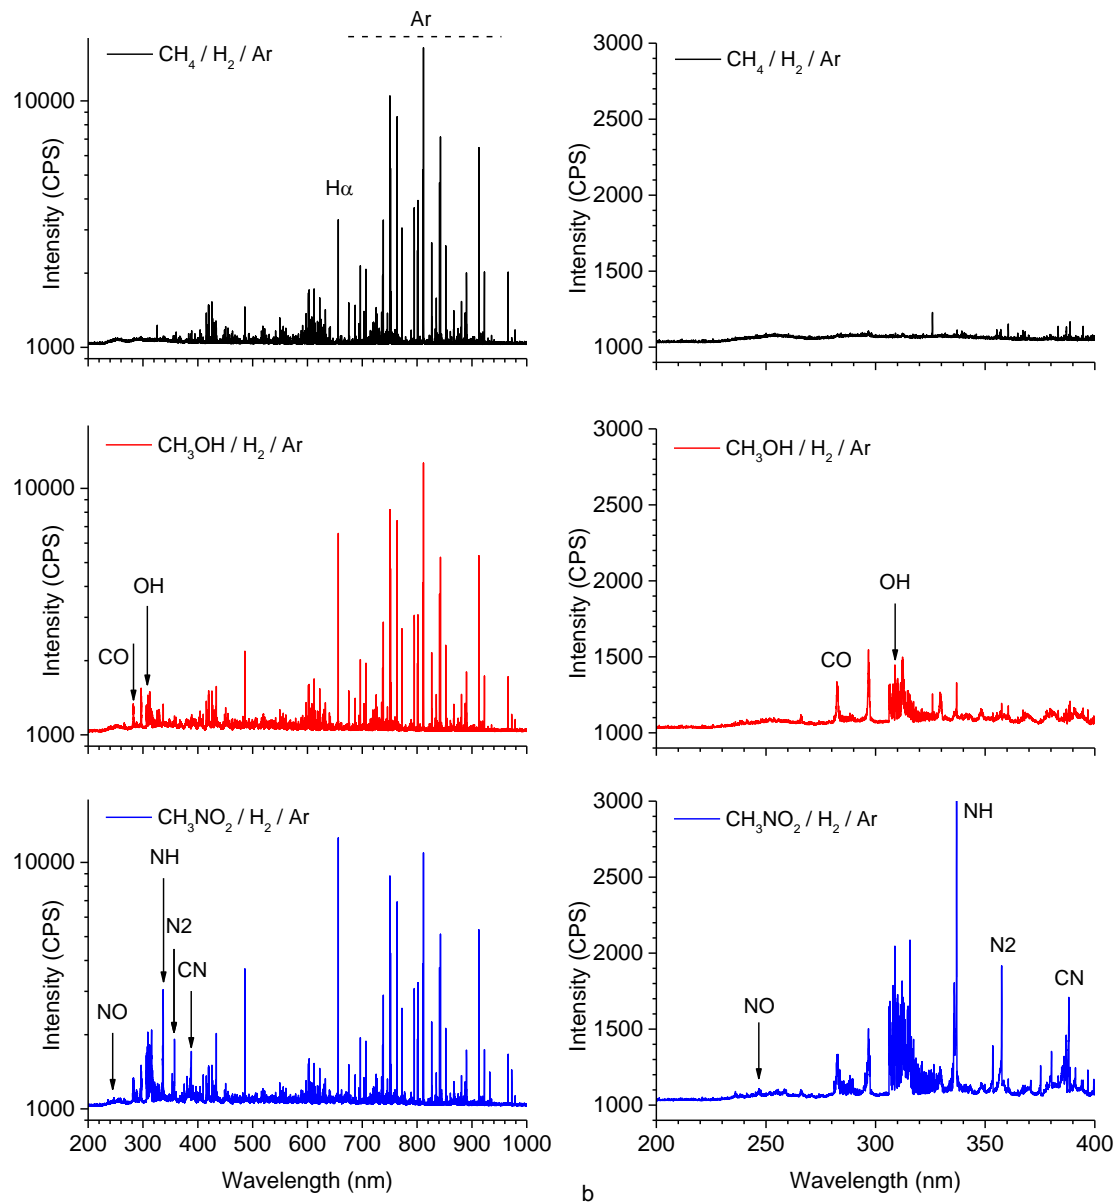 Ar
CH4 / H2 / Ar
10000
Hα
1000
Intensity (CPS)
3000
CH4 / H2 / Ar
2500
2000
1500
1000
Intensity (CPS)
CH3OH / H2 / Ar
10000
OH
CO
1000
Intensity (CPS)
3000
CH3OH / H2 / Ar
2500
2000
OH
1500
CO
1000
Intensity (CPS)
CH3NO2 / H2 / Ar
10000
NH
N2
CN
NO
1000
Intensity (CPS)
200 300 400 500 600 700 800 900 1000
Wavelength (nm)
3000
CH3NO2 / H2 / Ar
NH
2500
2000
N2
CN
NO
1500
1000
Intensity (CPS)
200 250 300 350 400
Wavelength (nm)
b